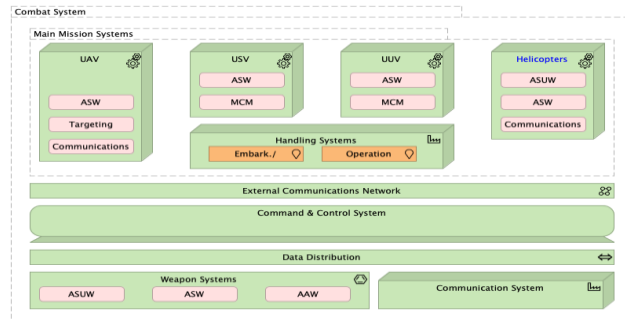 Combat System
Main Mission Systems
UAV
ASW
Targeting
Communications
USV
ASW
MCM
UUV
ASW
MCM
Helicopters
ASUW
ASW
Communications
Handling Systems
Embark./
Operation
External Communications Network
Command & Control System
Data Distribution
Weapon Systems
ASUW
ASW
AAW
Communication System